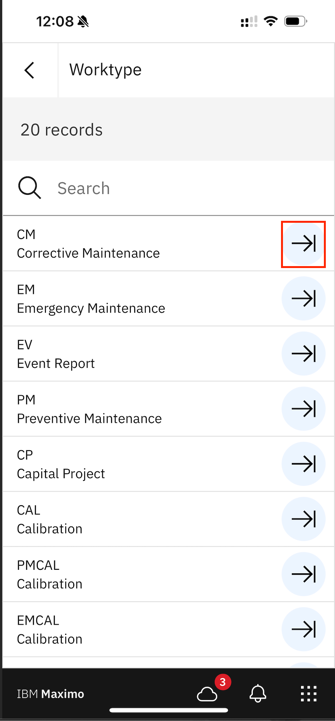 12:08
Worktype
20 records
Search
CM
Corrective Maintenance
EM
Emergency Maintenance
EV
Event Report
PM
Preventive Maintenance
CP
Capital Project
CAL
Calibration
PMCAL
Calibration
EMCAL
Calibration
IBM Maximo
3